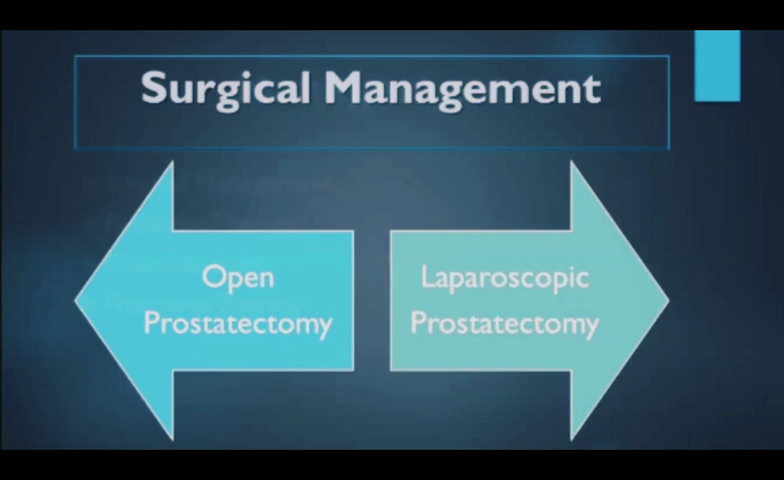 Surgical Management
Open
Prostatectomy
Laparoscopic
Prostatectomy